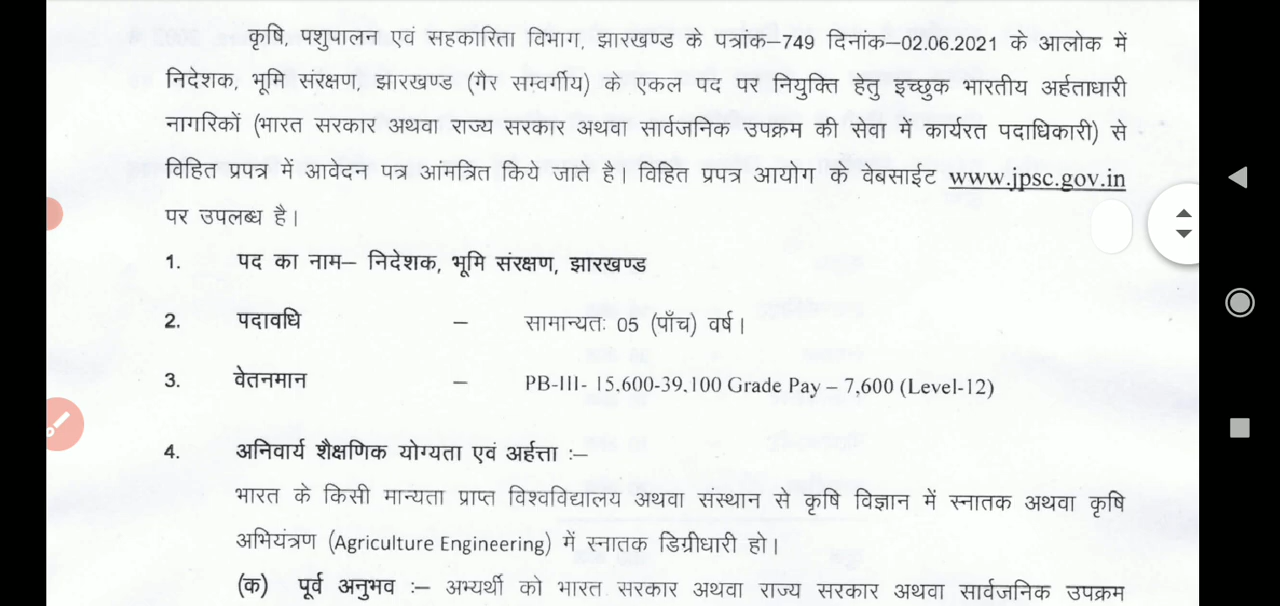 कृषि, पशुपालन एवं सहकारिता विभाग, झारखण्ड के पत्रांक–749 दिनांक–02.06.2021 के आलोक में
निदेशक, भूमि संरक्षण, झारखण्ड (गैर सम्वर्गीय) के एकल पद पर नियुक्ति हेतु इच्छुक भारतीय अर्हताधारी
नागरिकों (भारत सरकार अथवा राज्य सरकार अथवा सार्वजनिक उपक्रम की सेवा में कार्यरत पदाधिकारी) से
विहित प्रपत्र में आवेदन पत्र आंमत्रित किये जाते है। विहित प्रपत्र आयोग के वेबसाईट www.jpsc.gov.in
पर उपलब्ध है।
1. पद का नाम– निदेशक, भूमि संरक्षण, झारखण्ड
2. पदावधि – सामान्यतः 05 (पाँच) वर्ष।
3. वेतनमान – PB-III- 15,600-39,100 Grade Pay – 7,600 (Level-12)
4. अनिवार्य शैक्षणिक योग्यता एवं अर्हत्ता :–
भारत के किसी मान्यता प्राप्त विश्वविद्यालय अथवा संस्थान से कृषि विज्ञान में स्नातक अथवा कृषि
अभियंत्रण (Agriculture Engineering) में स्नातक डिग्रीधारी हो।
(क) पूर्व अनुभव :– अभ्यर्थी को भारत सरकार अथवा राज्य सरकार अथवा सार्वजनिक उपक्रम